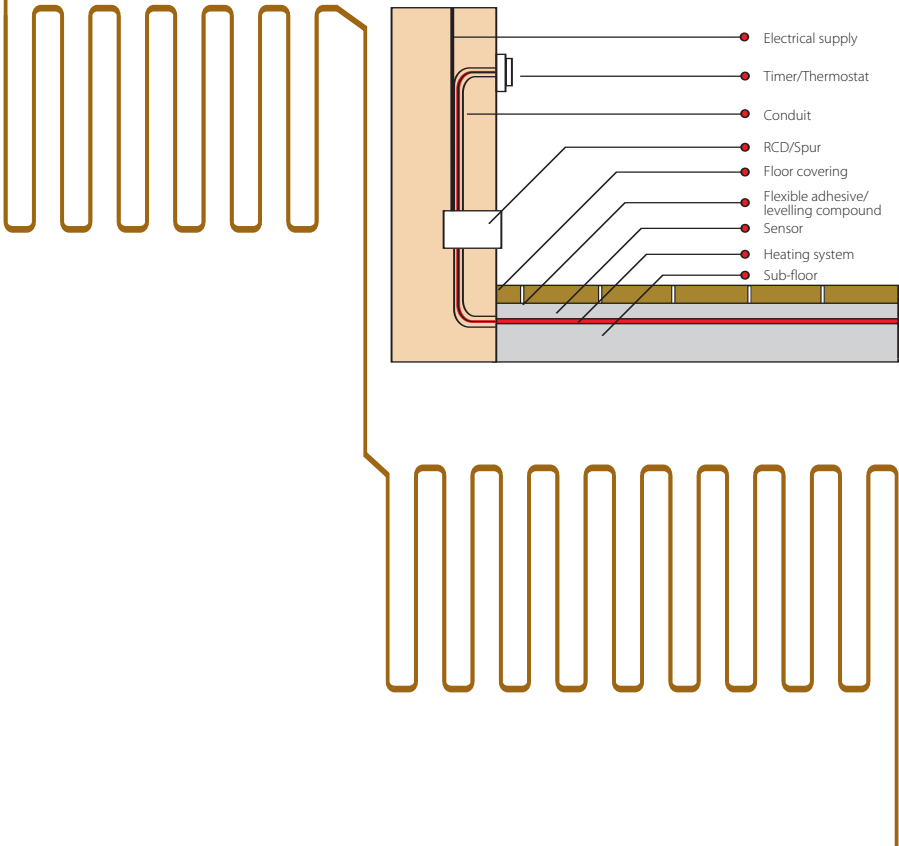 Electrical supply
Timer/Thermostat
Conduit
RCD/Spur
Floor covering
Flexible adhesive/
levelling compound
Sensor
Heating system
Sub-floor